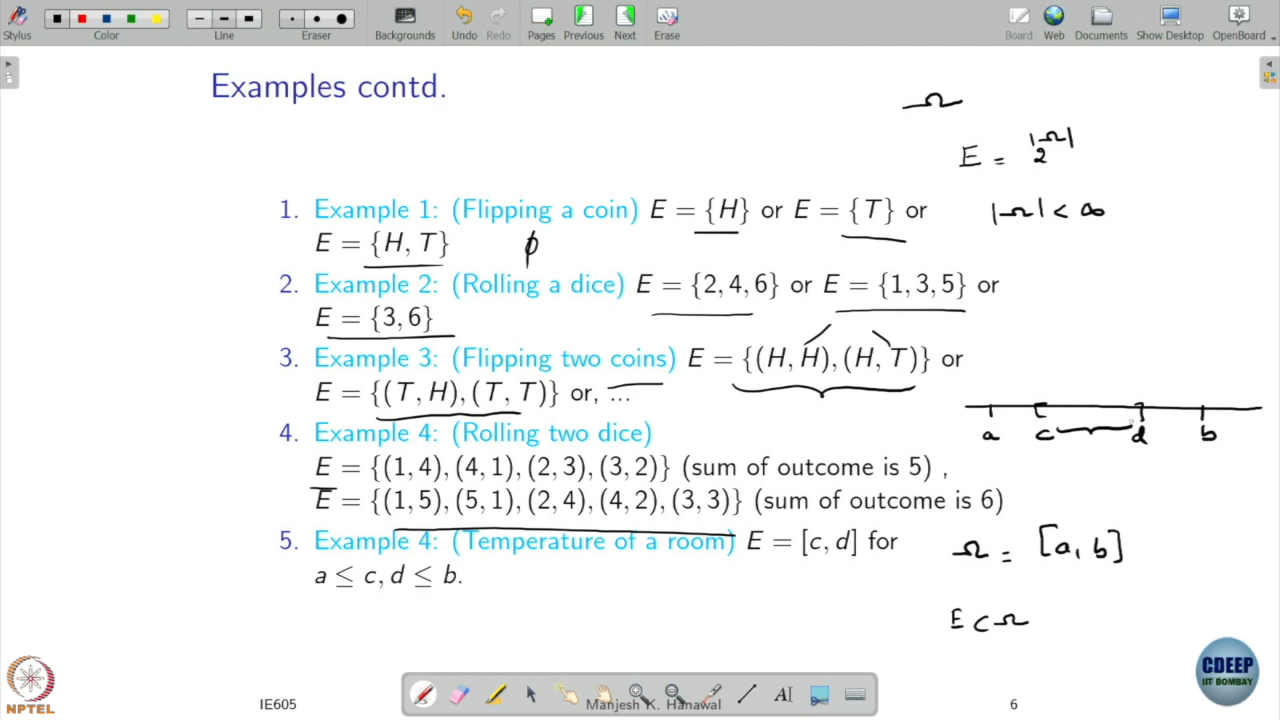 Stylus Color Line Eraser Backgrounds Undo Redo Pages Previous Next Erase Board Web Documents Show Desktop OpenBoard
Examples contd.
Ω
E = 2^|Ω|
|Ω| < ∞
1. Example 1: (Flipping a coin) E = {H} or E = {T} or
E = {H, T} ϕ
2. Example 2: (Rolling a dice) E = {2, 4, 6} or E = {1, 3, 5} or
E = {3, 6}
3. Example 3: (Flipping two coins) E = {(H, H), (H, T)} or
E = {(T, H), (T, T)} or, ...
4. Example 4: (Rolling two dice)
E = {(1, 4), (4, 1), (2, 3), (3, 2)} (sum of outcome is 5) ,
E = {(1, 5), (5, 1), (2, 4), (4, 2), (3, 3)} (sum of outcome is 6)
5. Example 4: (Temperature of a room) E = [c, d] for
a ≤ c, d ≤ b.
[ ]
a c d b
Ω = [a, b]
E ⊂ Ω
NPTEL
IE605
Manjesh K. Hanawal
6
CDEEP
IIT BOMBAY